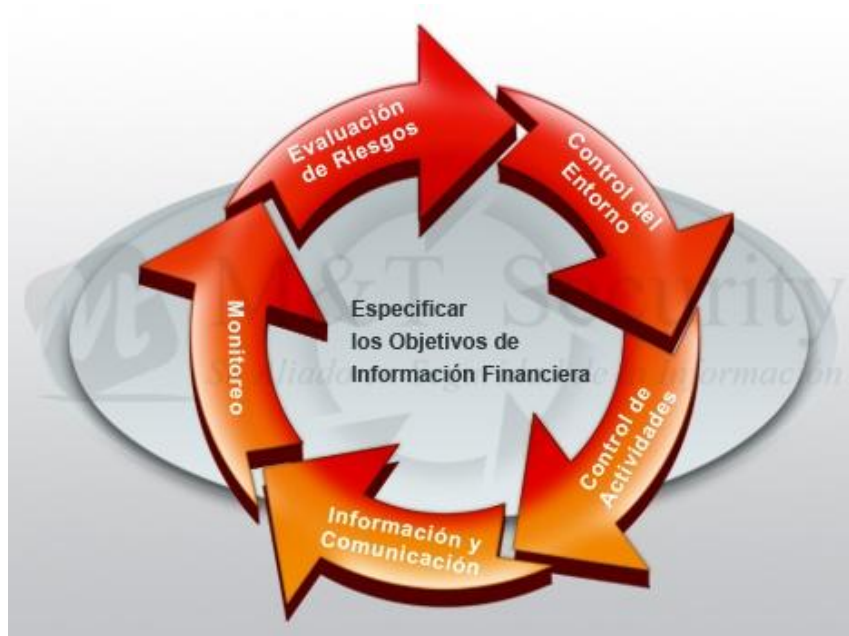 Evaluación
de Riesgos
Control del
Entorno
Control de
Actividades
Información y
Comunicación
Monitoreo
Especificar
los Objetivos de
Información Financiera
M&T Security